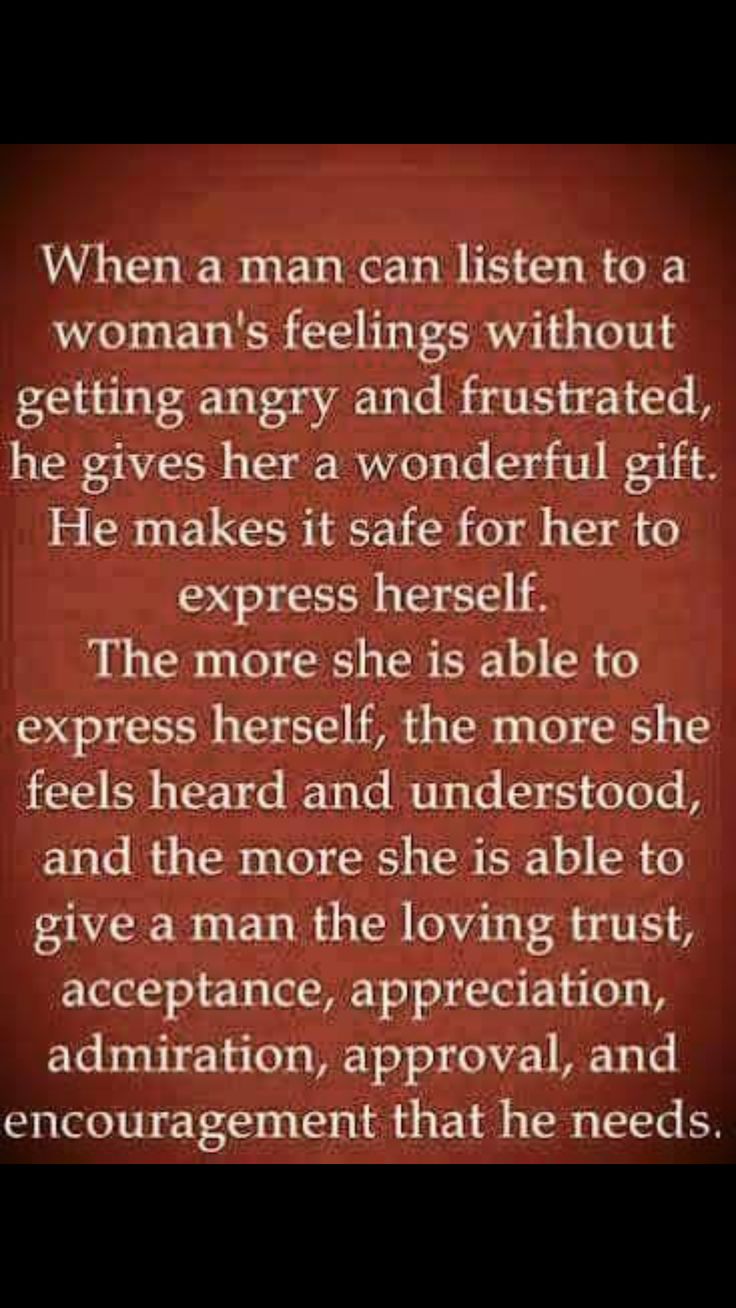 When a man can listen to a
woman's feelings without
getting angry and frustrated,
he gives her a wonderful gift.
He makes it safe for her to
express herself.
The more she is able to
express herself, the more she
feels heard and understood,
and the more she is able to
give a man the loving trust,
acceptance, appreciation,
admiration, approval, and
encouragement that he needs.